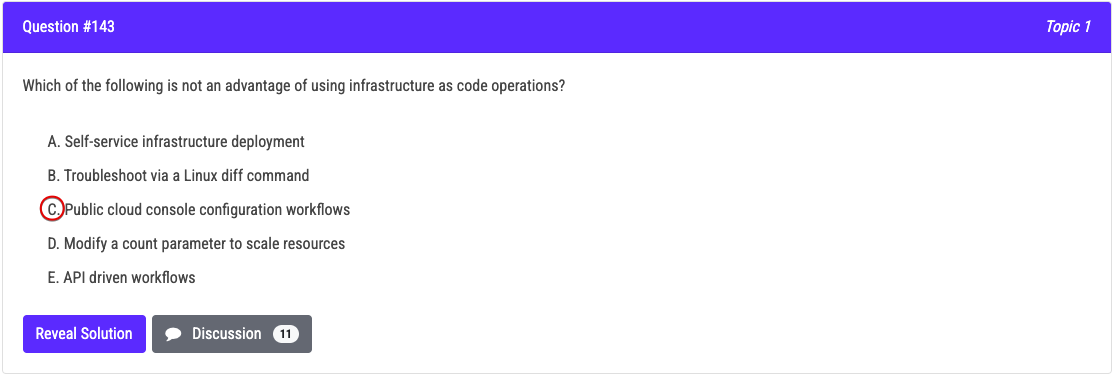 Question #143
Topic 1
Which of the following is not an advantage of using infrastructure as code operations?
A. Self-service infrastructure deployment
B. Troubleshoot via a Linux diff command
C. Public cloud console configuration workflows
D. Modify a count parameter to scale resources
E. API driven workflows
Reveal Solution
Discussion 11